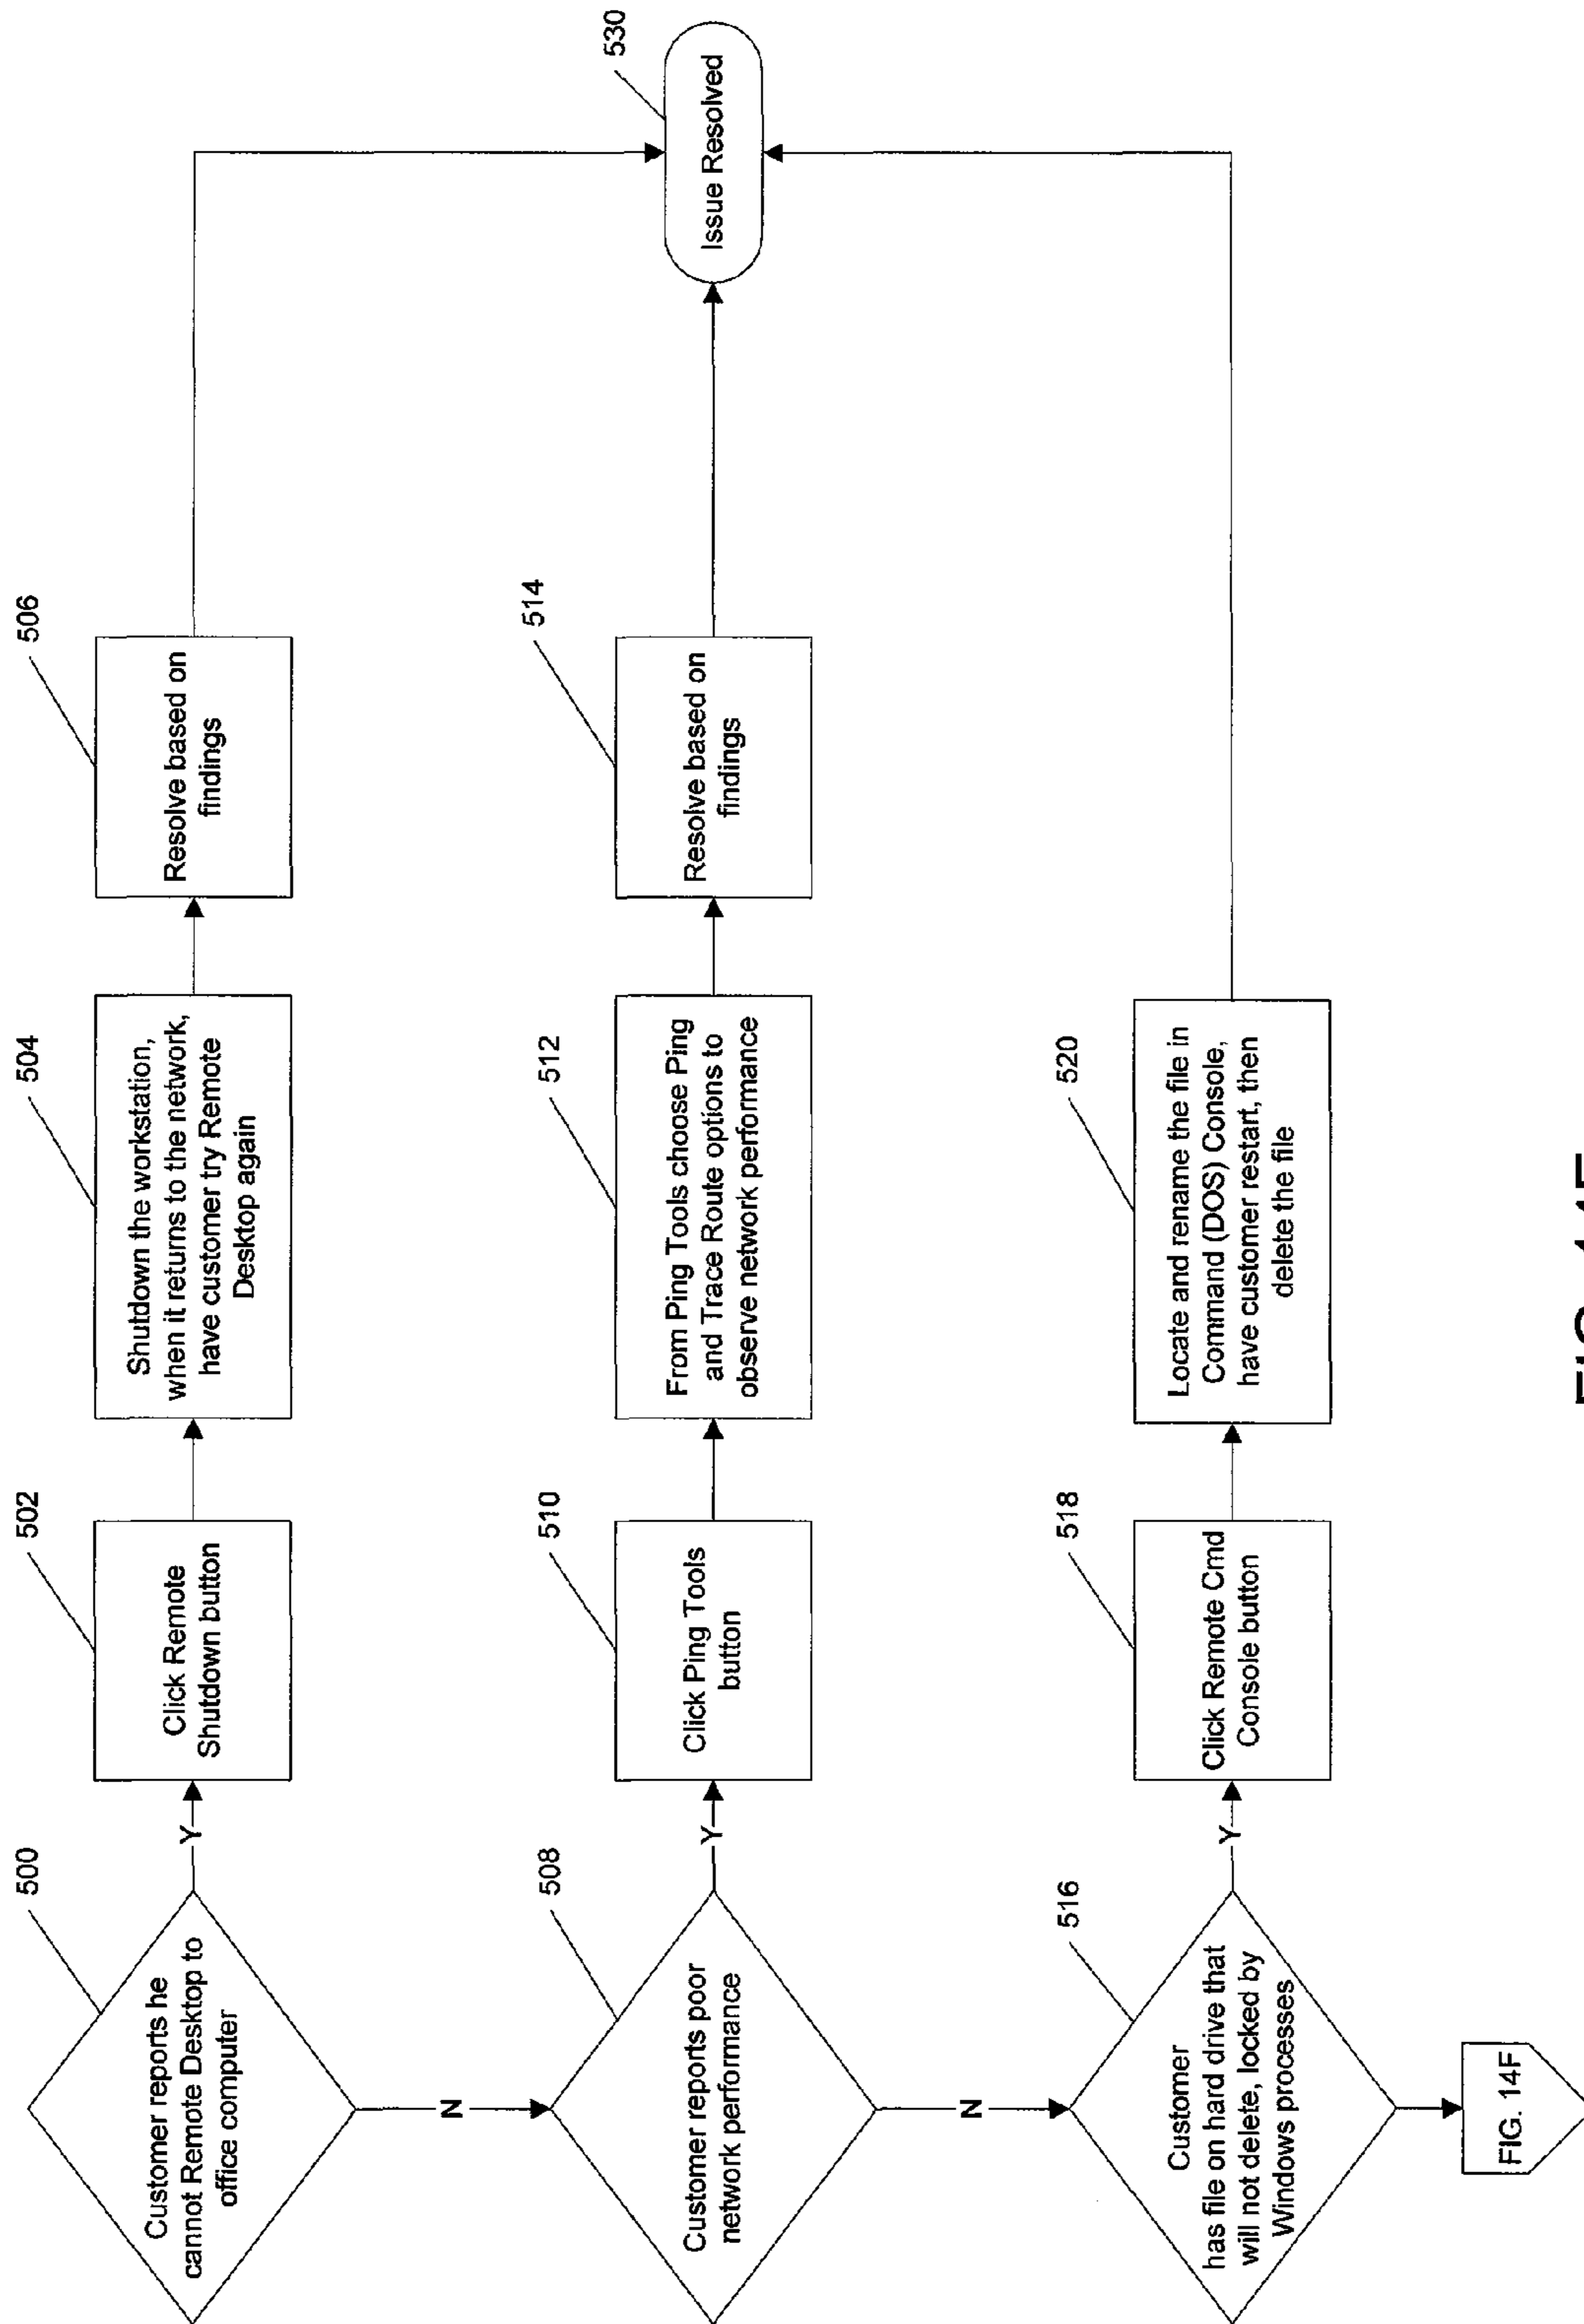 500
Customer reports he
cannot Remote Desktop to
office computer
Y
502
Click Remote
Shutdown button
504
Shutdown the workstation,
when it returns to the network,
have customer try Remote
Desktop again
506
Resolve based on
findings
N
508
Customer reports poor
network performance
Y
510
Click Ping Tools
button
512
From Ping Tools choose Ping
and Trace Route options to
observe network performance
514
Resolve based on
findings
530
Issue Resolved
N
516
Customer
has file on hard drive that
will not delete, locked by
Windows processes
Y
518
Click Remote Cmd
Console button
520
Locate and rename the file in
Command (DOS) Console,
have customer restart, then
delete the file
FIG. 14F
FIG.